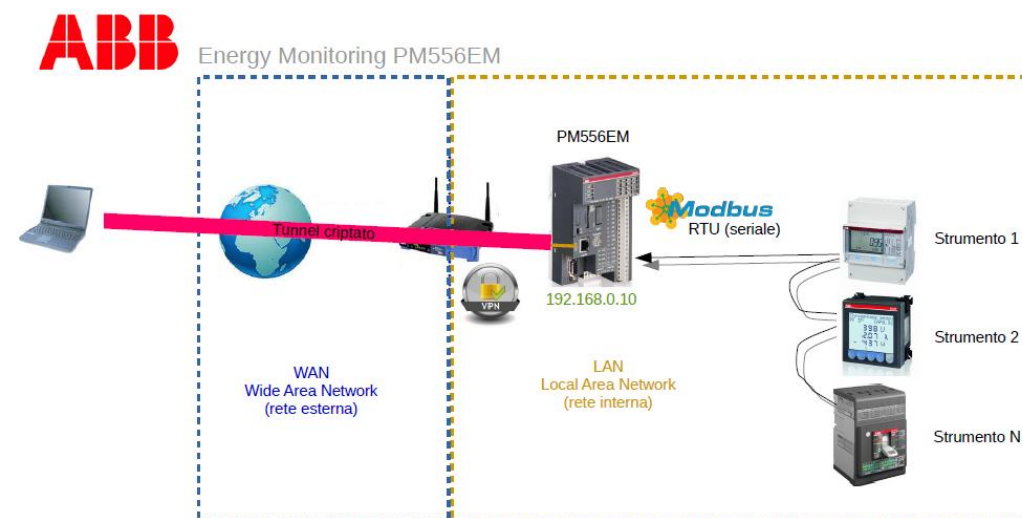 ABB
Energy Monitoring PM556EM
PM556EM
Modbus
RTU (seriale)
Strumento 1
Tunnel criptato
192.168.0.10
VPN
Strumento 2
WAN
Wide Area Network
(rete esterna)
LAN
Local Area Network
(rete interna)
Strumento N